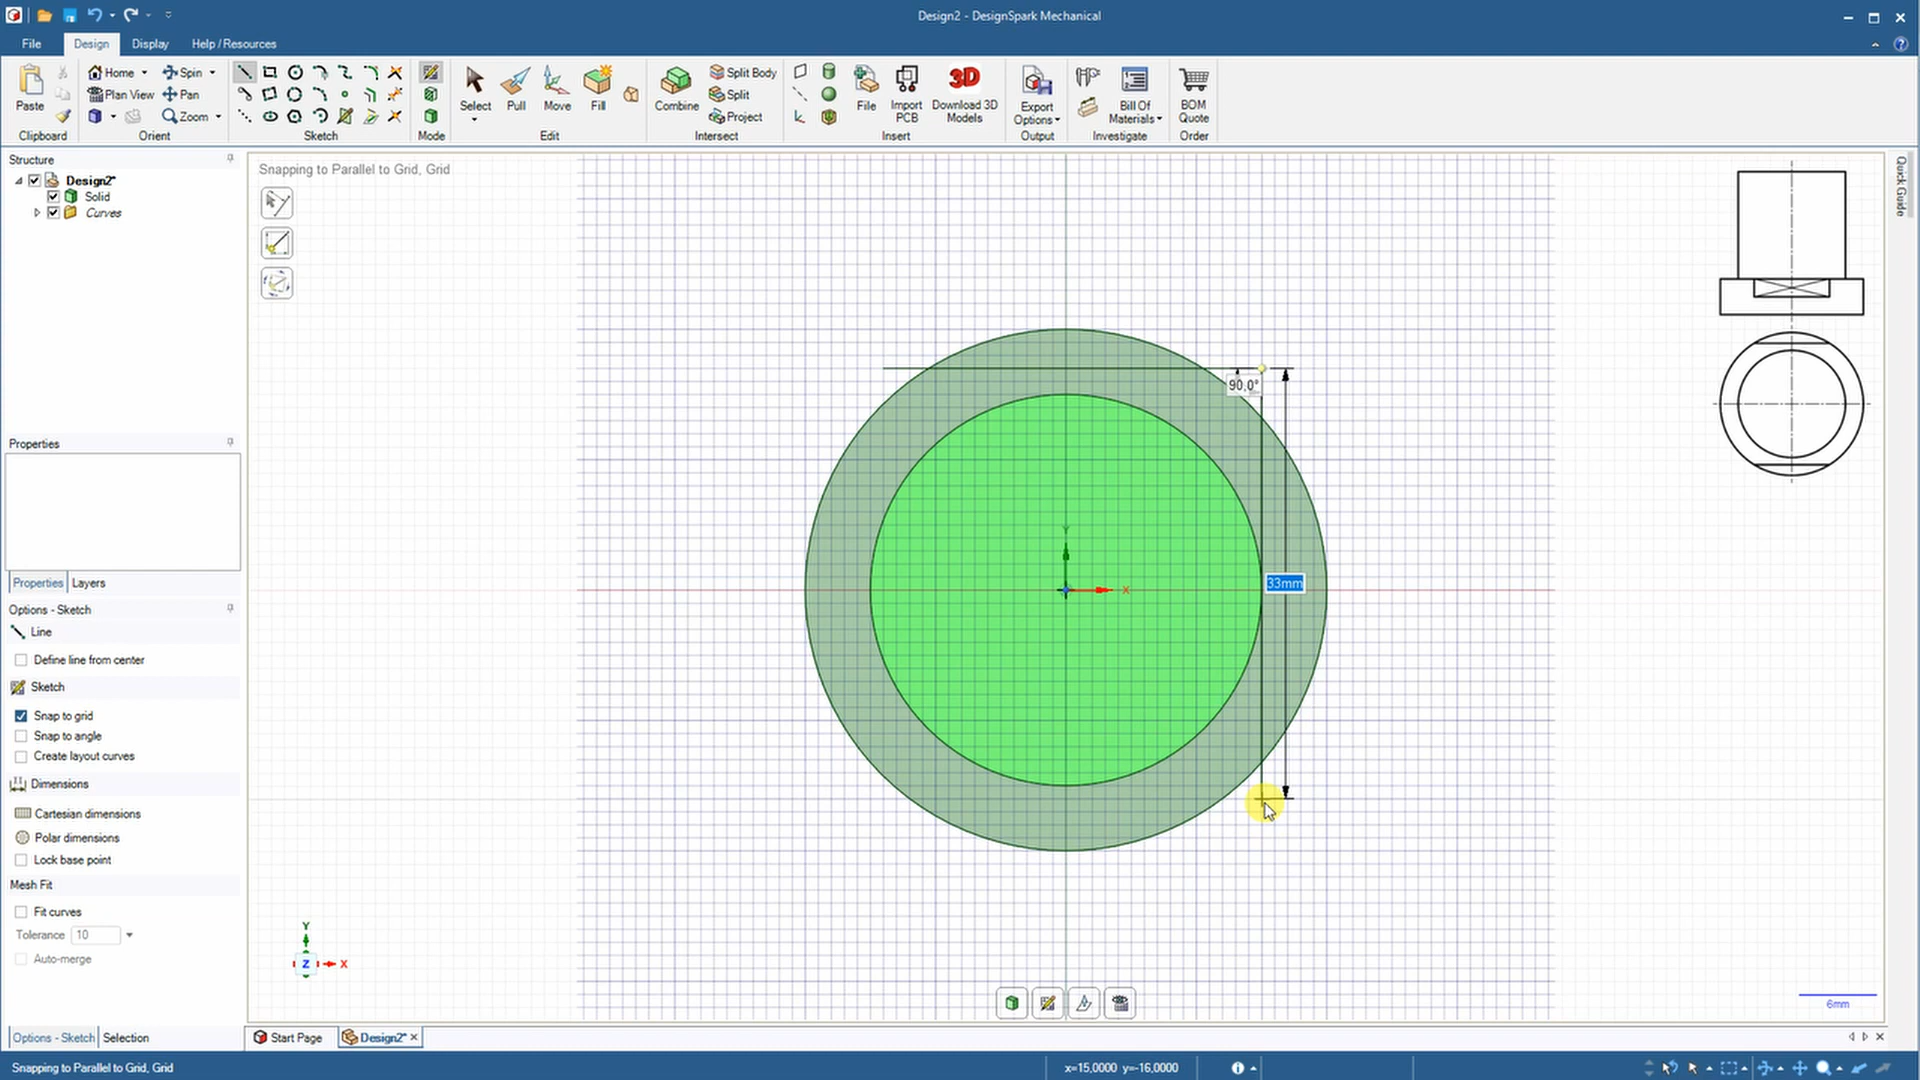 Design2 - DesignSpark Mechanical
File
Design
Display
Help / Resources
Paste
Clipboard
Home
Spin
Plan View
Pan
Zoom
Orient
Sketch
Mode
Select
Pull
Move
Fill
Edit
Combine
Split Body
Split
Project
Intersect
File
Import PCB
3D
Download 3D Models
Insert
Export Options
Output
Bill Of Materials
Investigate
BOM Quote
Order
Structure
Design2*
Solid
Curves
Properties
Properties
Layers
Options - Sketch
Line
Define line from center
Sketch
Snap to grid
Snap to angle
Create layout curves
Dimensions
Cartesian dimensions
Polar dimensions
Lock base point
Mesh Fit
Fit curves
Tolerance 10
Auto-merge
Options - Sketch
Selection
Snapping to Parallel to Grid, Grid
90,0°
33mm
Y
X
Y
Z
X
6mm
Quick Guide
Start Page
Design2*
Snapping to Parallel to Grid, Grid
x=15,0000 y=-16,0000